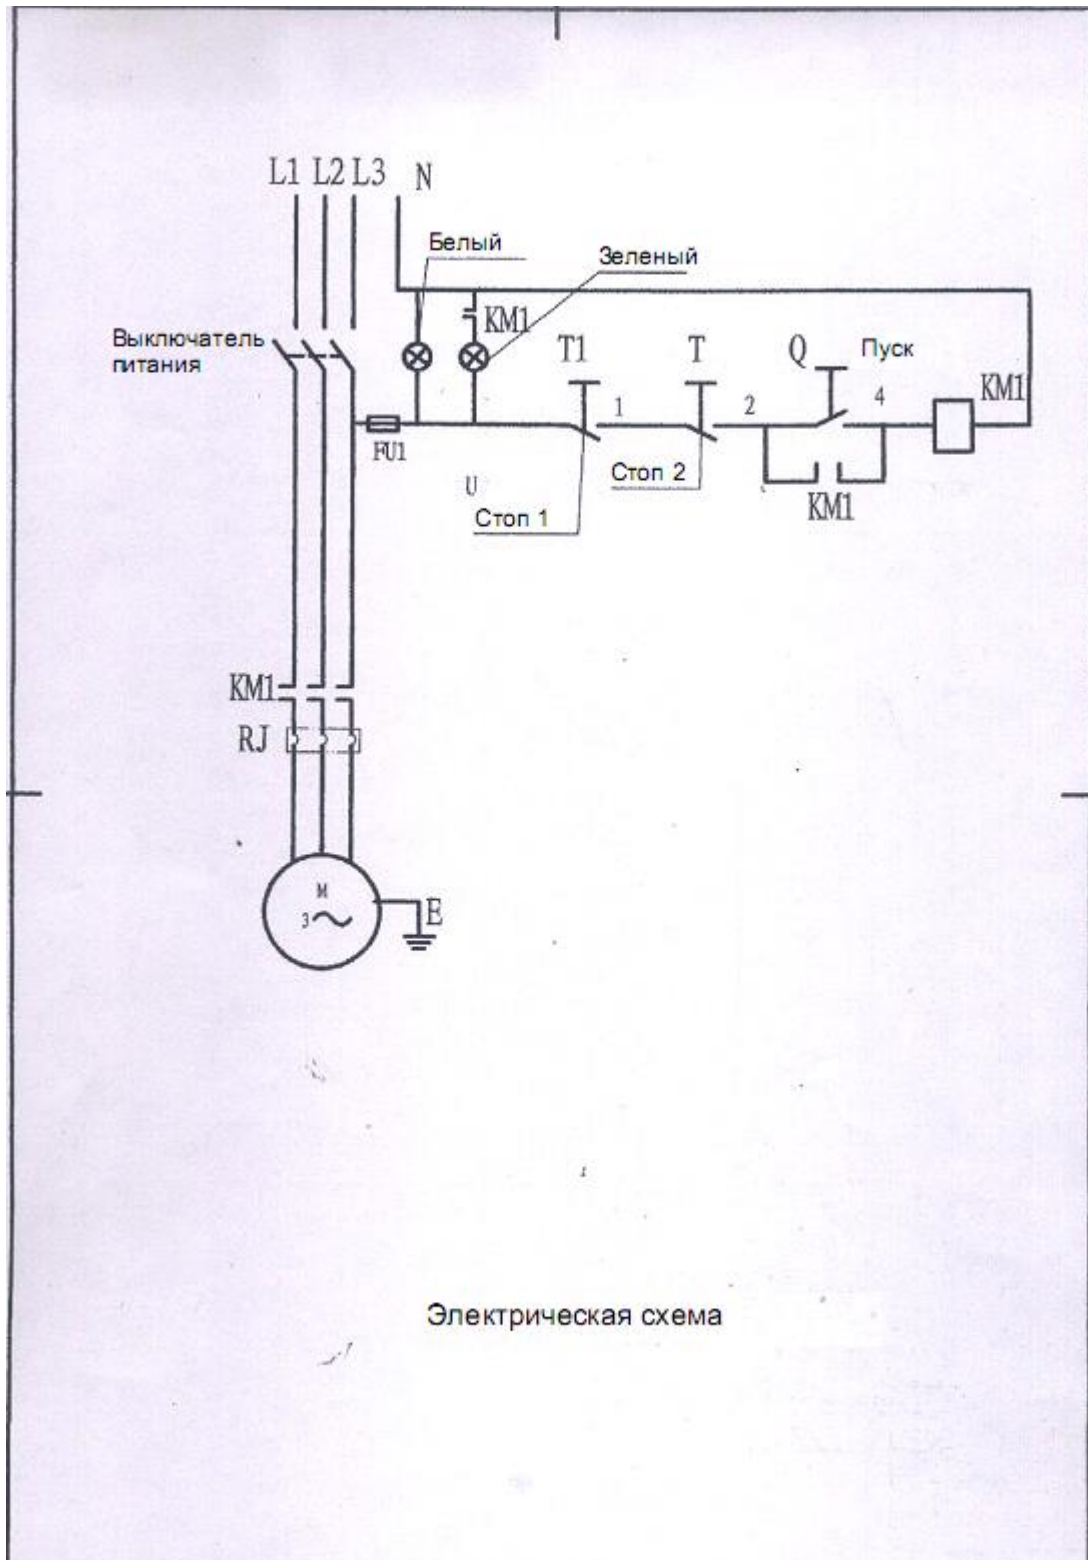 L1 L2 L3 N
Белый
Зеленый
KM1
Выключатель
питания
T1 T Q Пуск
KM1
1 2 4
FU1
U
Стоп 2
Стоп 1
KM1
KM1
RJ
M
3
E
Электрическая схема